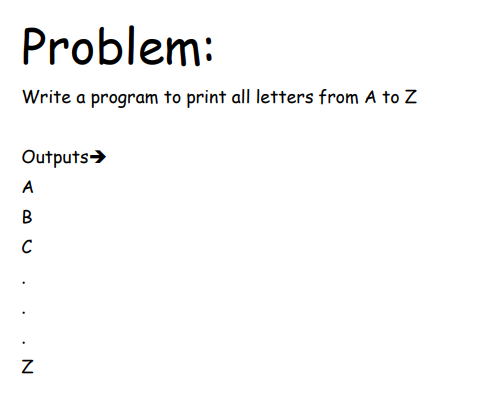 Problem:
Write a program to print all letters from A to Z
Outputs➔
A
B
C
.
.
.
Z